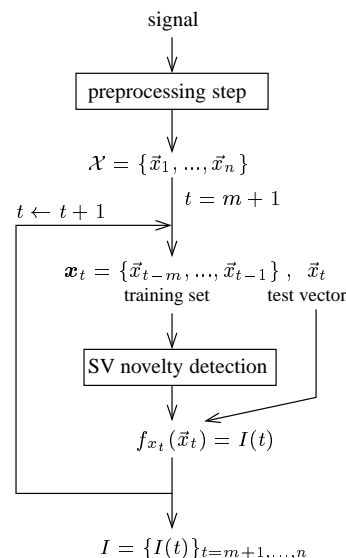 signal
preprocessing step
𝒳 = {x⃗₁, ..., x⃗ₙ}
t = m + 1
t ← t + 1
𝒙ₜ = {x⃗ₜ₋ₘ, ..., x⃗ₜ₋₁} , x⃗ₜ
training set test vector
SV novelty detection
f_{xₜ}(x⃗ₜ) = I(t)
I = {I(t)}_{t=m+1,...,n}